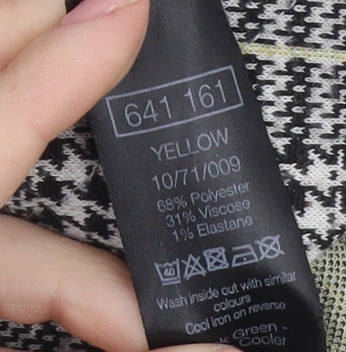 641 161
YELLOW
10/71/009
68% Polyester
31% Viscose
1% Elastane
40
Wash inside out with similar
colours
Cool iron on reverse
Green -
Cooler